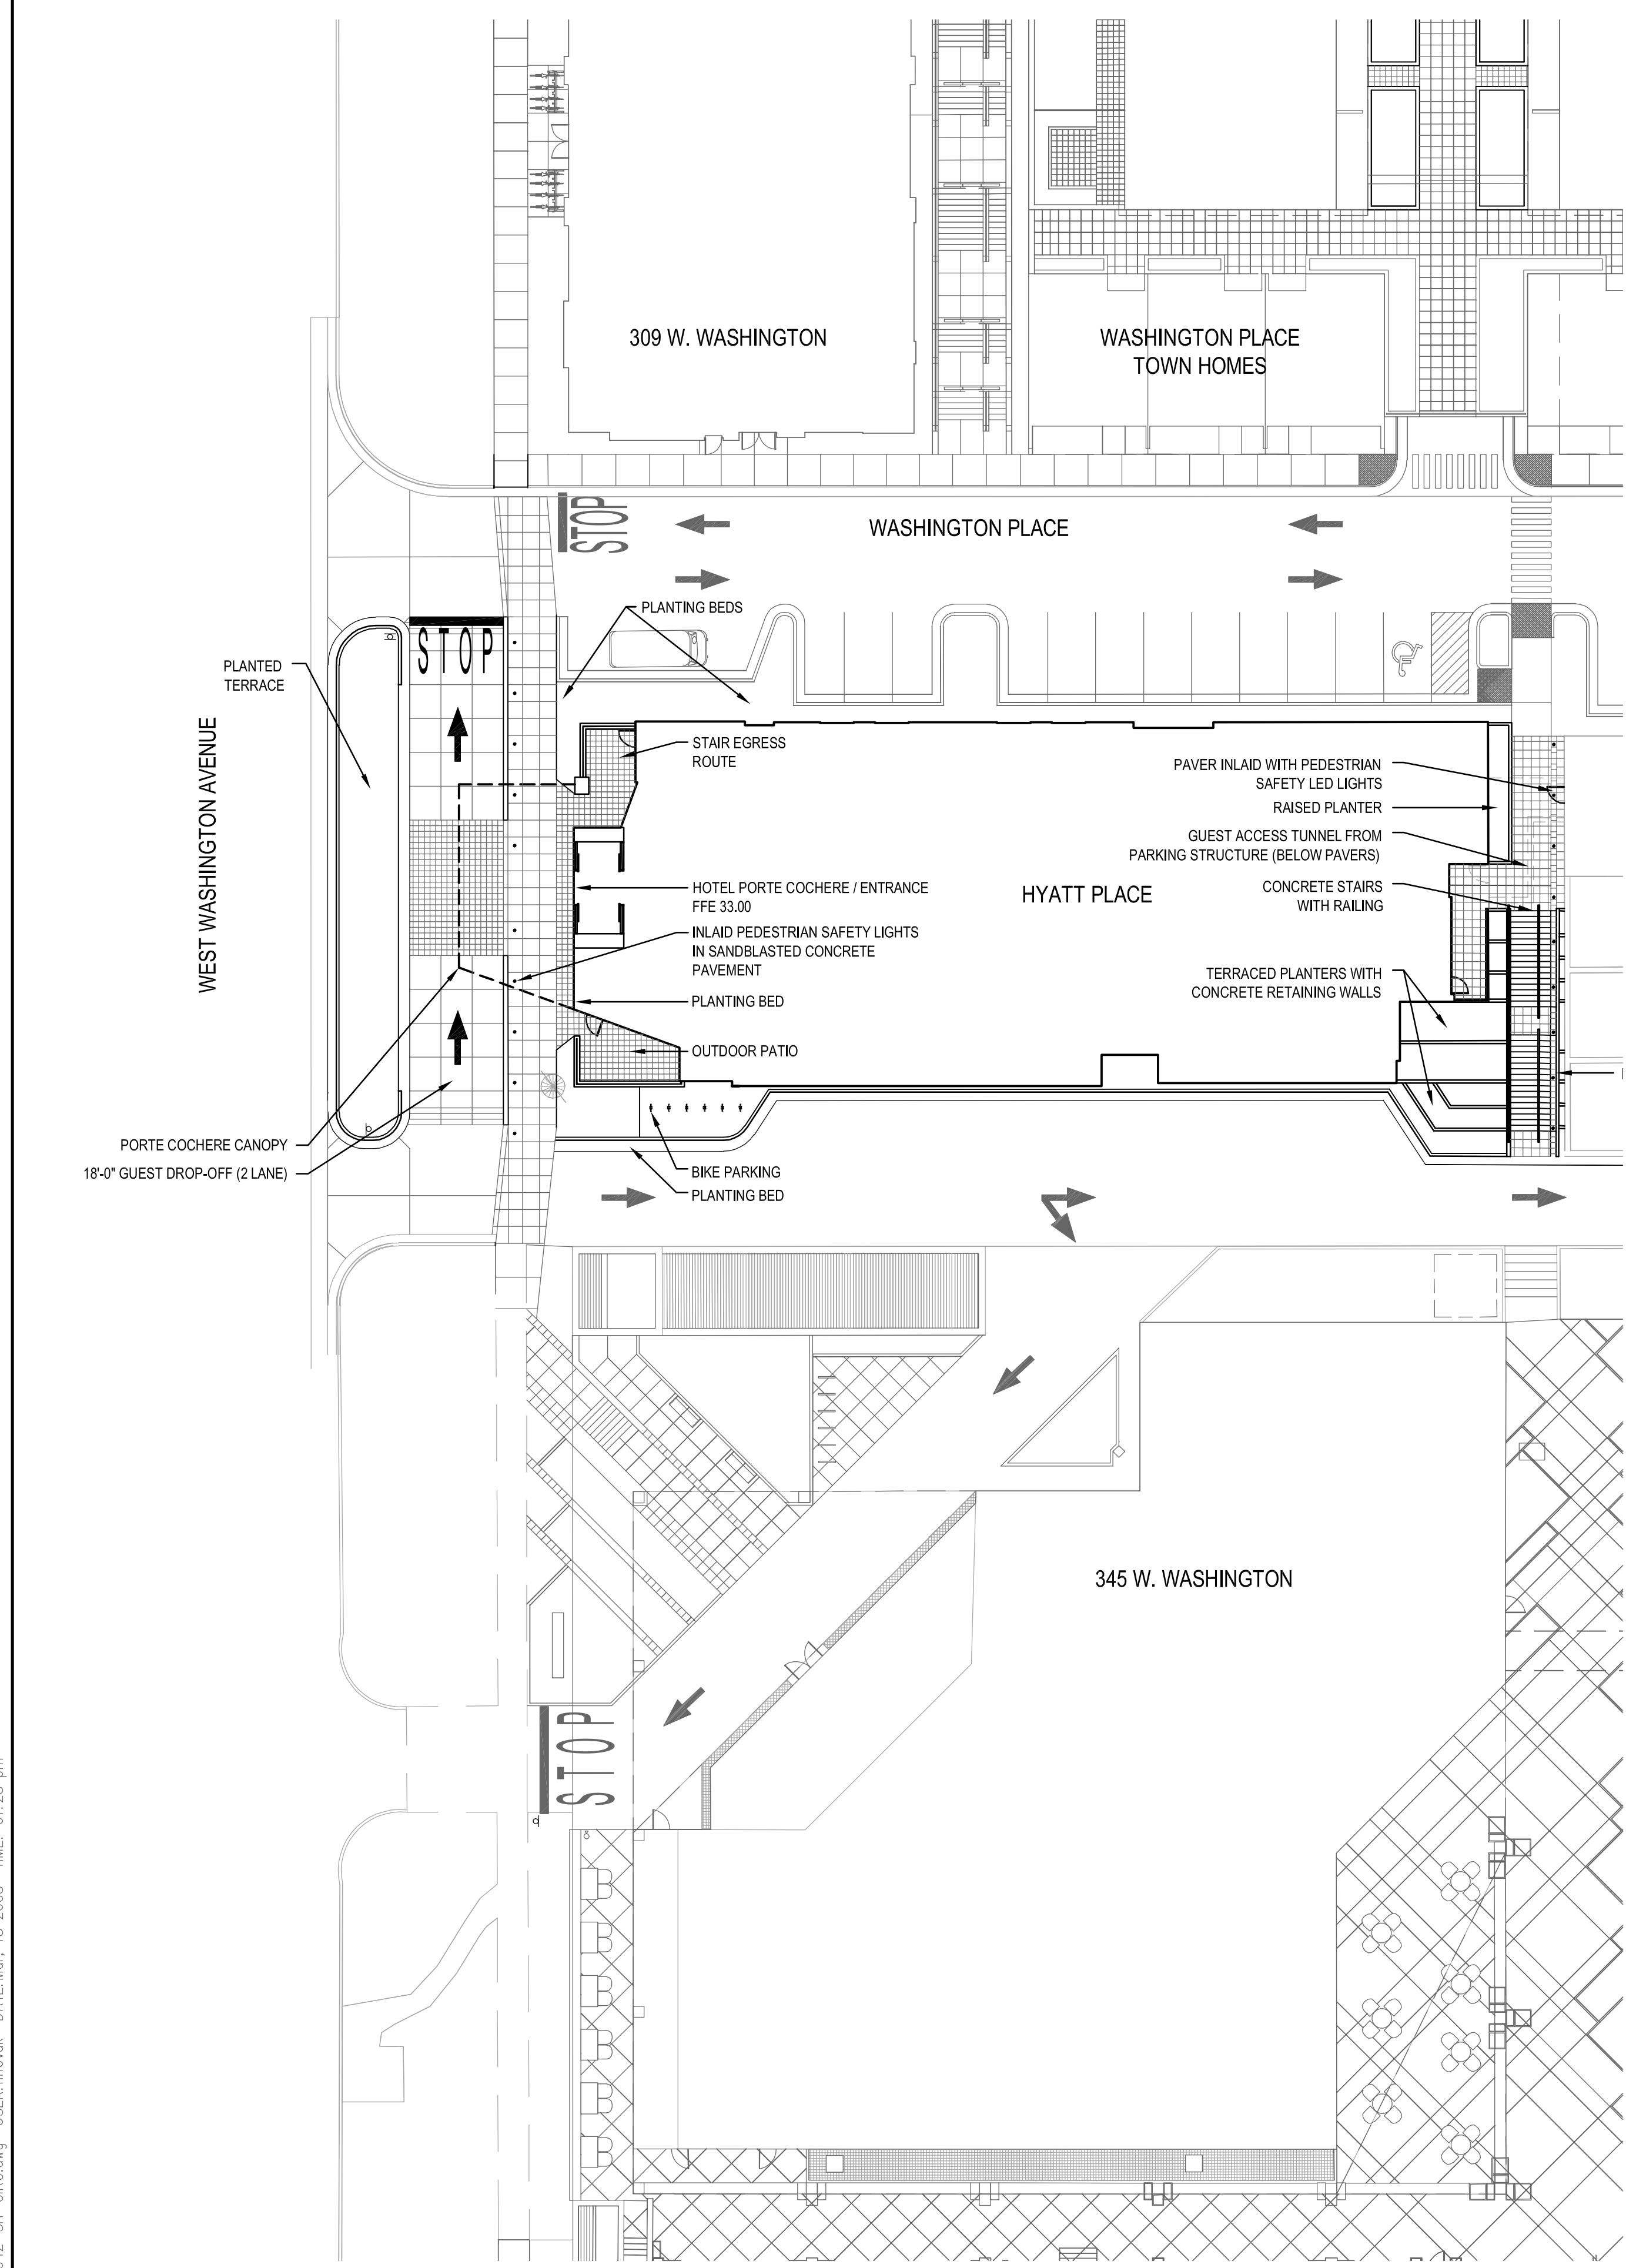 309 W. WASHINGTON
WASHINGTON PLACE
TOWN HOMES
STOP
WASHINGTON PLACE
PLANTING BEDS
STOP
PLANTED
TERRACE
WEST WASHINGTON AVENUE
STAIR EGRESS
ROUTE
PAVER INLAID WITH PEDESTRIAN
SAFETY LED LIGHTS
RAISED PLANTER
GUEST ACCESS TUNNEL FROM
PARKING STRUCTURE (BELOW PAVERS)
HOTEL PORTE COCHERE / ENTRANCE
FFE 33.00
HYATT PLACE
CONCRETE STAIRS
WITH RAILING
INLAID PEDESTRIAN SAFETY LIGHTS
IN SANDBLASTED CONCRETE
PAVEMENT
TERRACED PLANTERS WITH
CONCRETE RETAINING WALLS
PLANTING BED
OUTDOOR PATIO
PORTE COCHERE CANOPY
18'-0" GUEST DROP-OFF (2 LANE)
BIKE PARKING
PLANTING BED
345 W. WASHINGTON
STOP